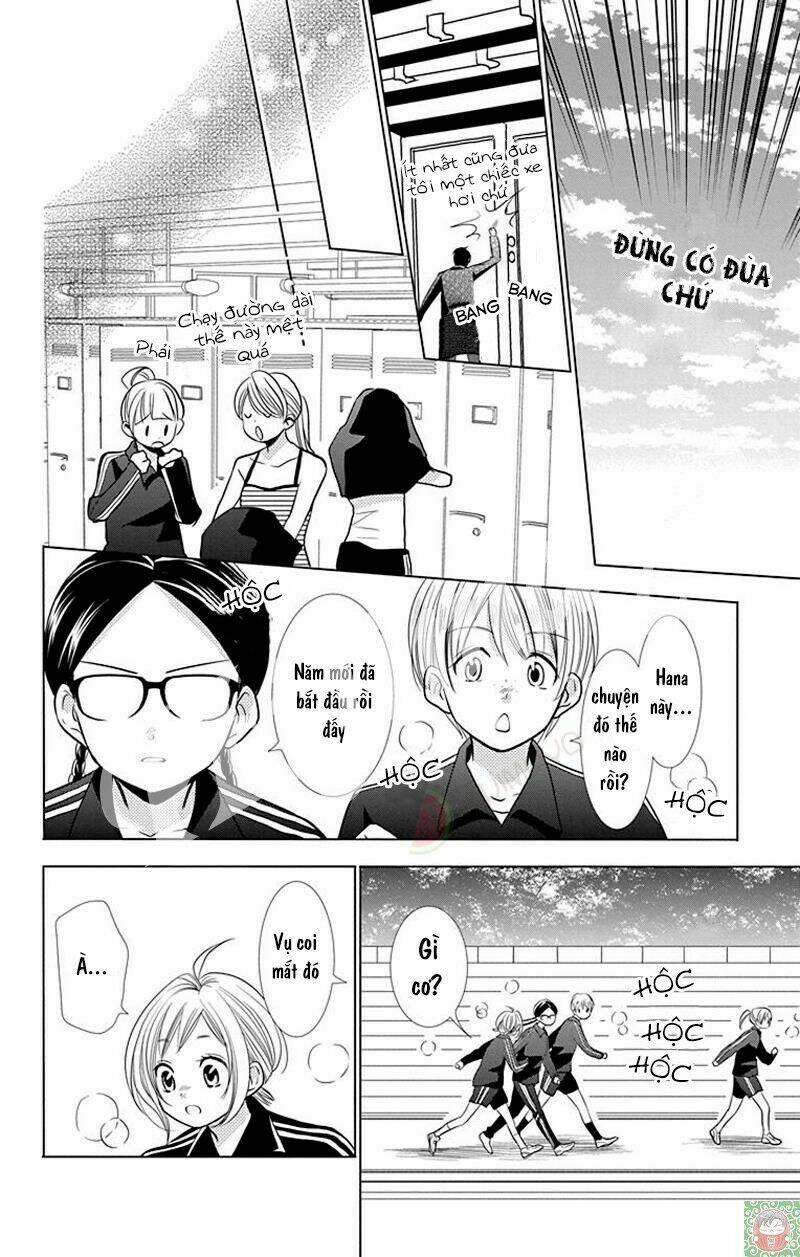 ĐỪNG CÓ ĐÙA
CHỨ
Ít nhất cũng đưa
tôi một chiếc xe
hơi chứ
BANG
BANG
Chạy đường dài
thế này mệt
quá
Phải
Hana
này...
chuyện
đó thế
nào
rồi?
HỘC
HỘC
Năm mới đã
bắt đầu rồi
đấy
HỘC
Gì
cơ?
HỘC
HỘC
HỘC
Vụ coi
mắt đó
À...